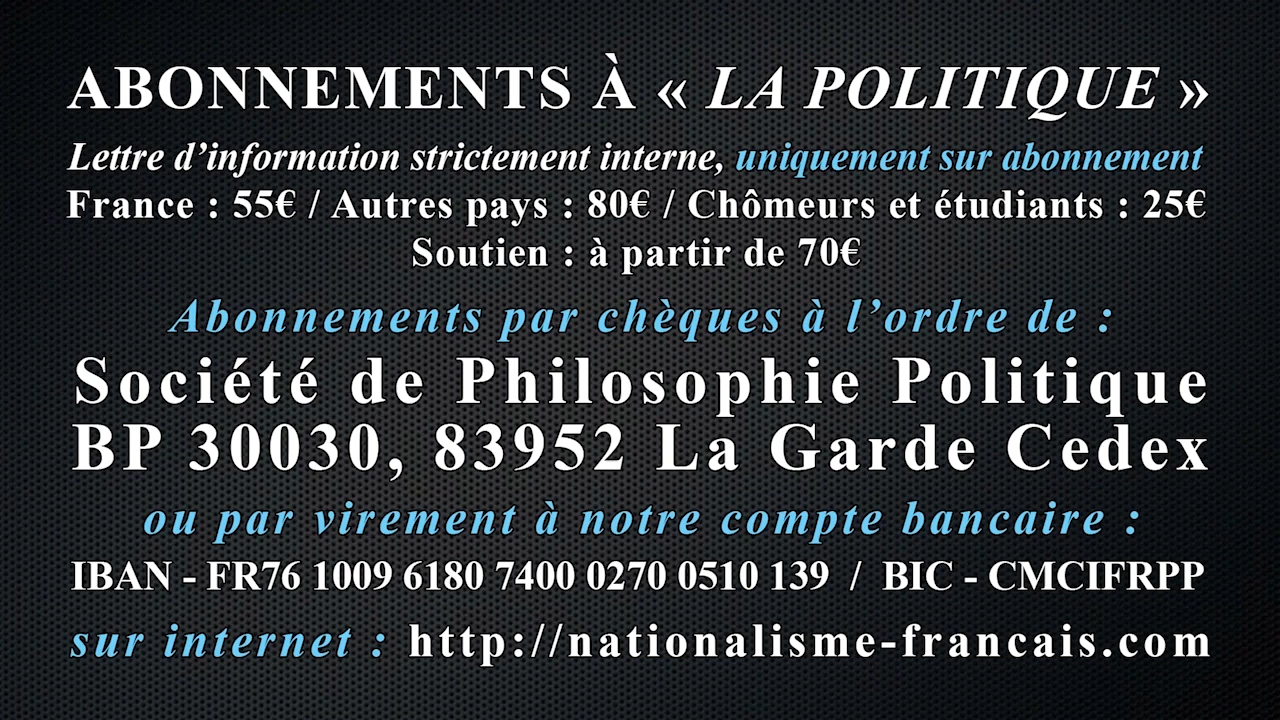 ABONNEMENTS À « LA POLITIQUE »
Lettre d’information strictement interne, uniquement sur abonnement
France : 55€ / Autres pays : 80€ / Chômeurs et étudiants : 25€
Soutien : à partir de 70€
Abonnements par chèques à l’ordre de :
Société de Philosophie Politique
BP 30030, 83952 La Garde Cedex
ou par virement à notre compte bancaire :
IBAN - FR76 1009 6180 7400 0270 0510 139 / BIC - CMCIFRPP
sur internet : http://nationalisme-francais.com